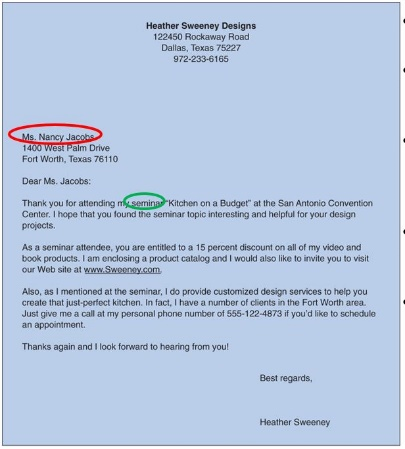 Heather Sweeney Designs
122450 Rockaway Road
Dallas, Texas 75227
972-233-6165
Ms. Nancy Jacobs
1400 West Palm Drive
Fort Worth, Texas 76110
Dear Ms. Jacobs:
Thank you for attending my seminar “Kitchen on a Budget” at the San Antonio Convention
Center. I hope that you found the seminar topic interesting and helpful for your design
projects.
As a seminar attendee, you are entitled to a 15 percent discount on all of my video and
book products. I am enclosing a product catalog and I would also like to invite you to visit
our Web site at www.Sweeney.com.
Also, as I mentioned at the seminar, I do provide customized design services to help you
create that just-perfect kitchen. In fact, I have a number of clients in the Fort Worth area.
Just give me a call at my personal phone number of 555-122-4873 if you’d like to schedule
an appointment.
Thanks again and I look forward to hearing from you!
Best regards,
Heather Sweeney